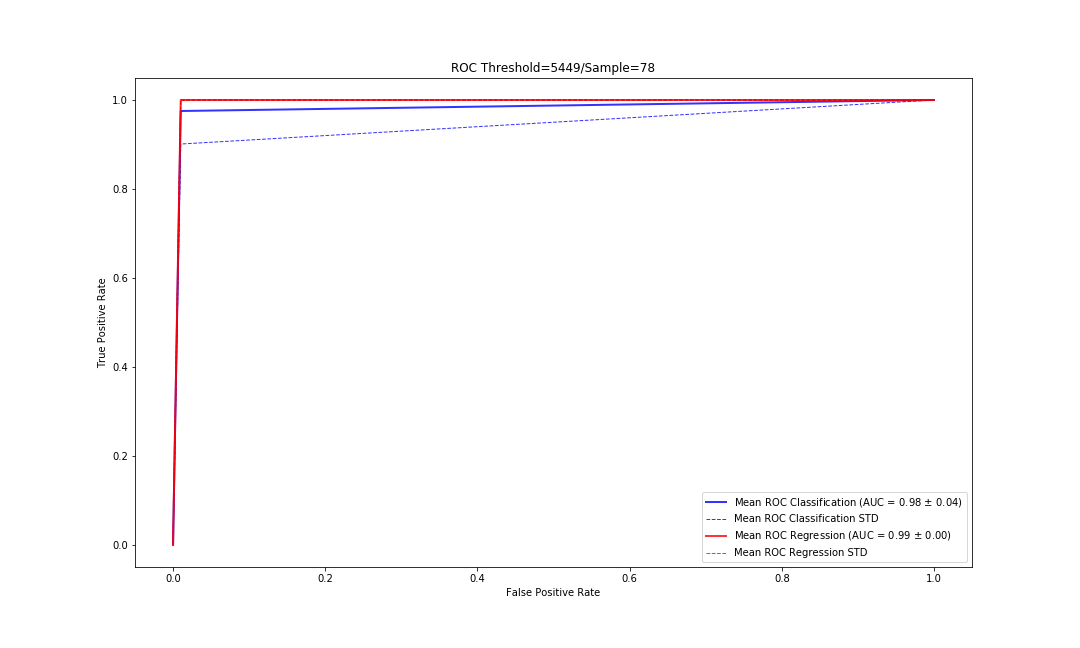 ROC Threshold=5449/Sample=78
1.0
0.8
0.6
0.4
0.2
0.0
True Positive Rate
Mean ROC Classification (AUC = 0.98 ± 0.04)
Mean ROC Classification STD
Mean ROC Regression (AUC = 0.99 ± 0.00)
Mean ROC Regression STD
0.0 0.2 0.4 0.6 0.8 1.0
False Positive Rate